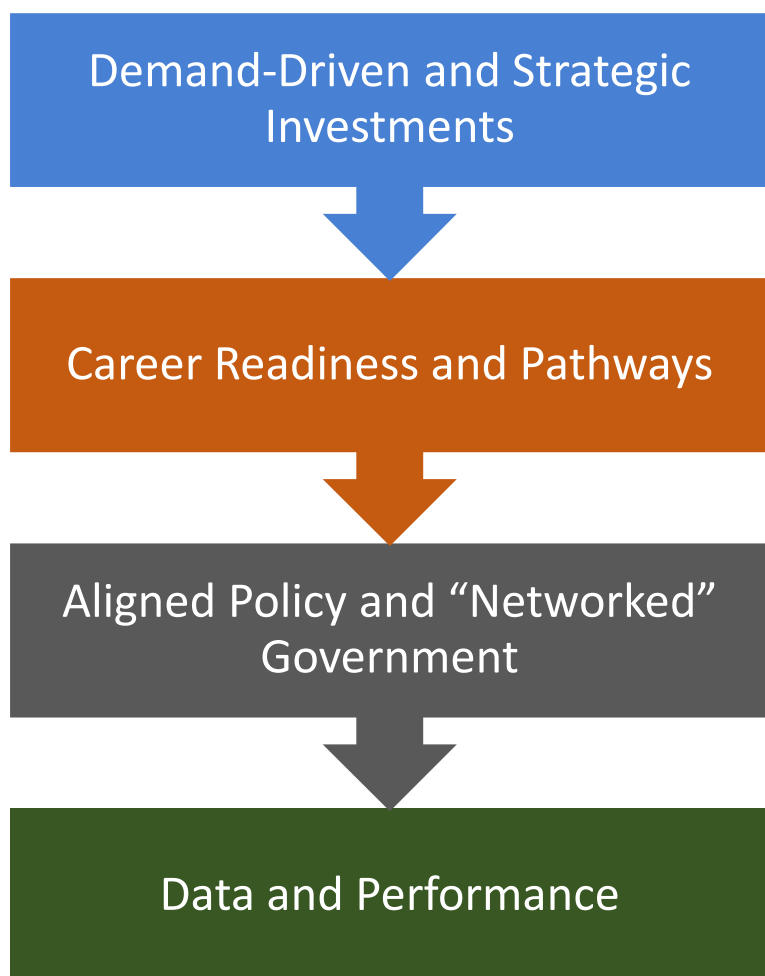 Demand-Driven and Strategic
Investments
Career Readiness and Pathways
Aligned Policy and “Networked”
Government
Data and Performance